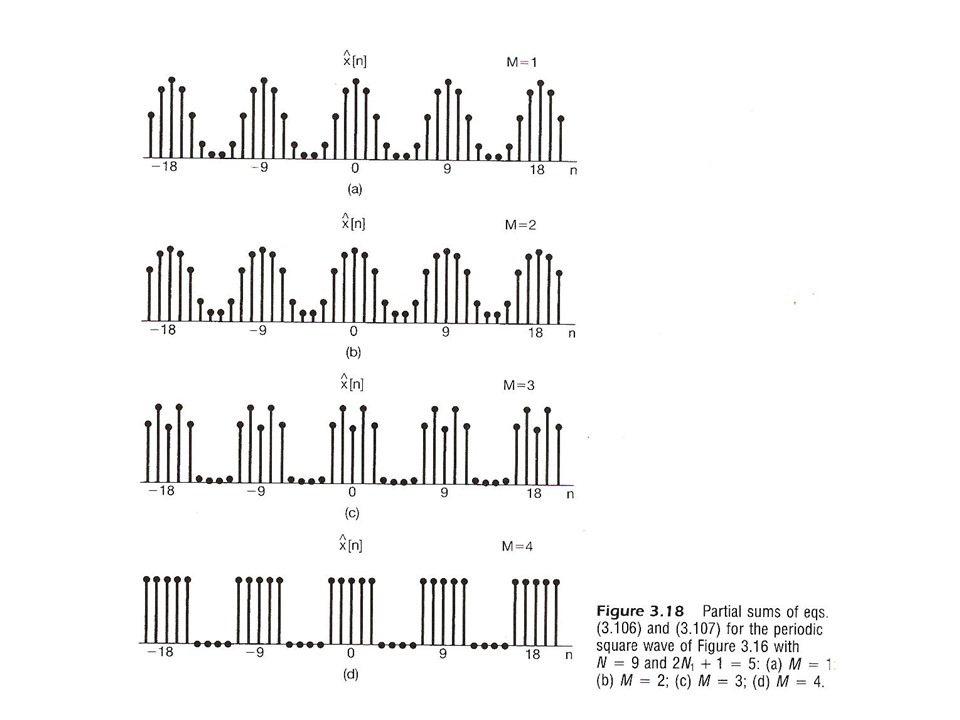 x̂[n] M=1
−18 −9 0 9 18 n
(a)
x̂[n] M=2
−18 −9 0 9 18 n
(b)
x̂[n] M=3
−18 −9 0 9 18 n
(c)
x̂[n] M=4
−18 −9 0 9 18 n
(d)
Figure 3.18 Partial sums of eqs.
(3.106) and (3.107) for the periodic
square wave of Figure 3.16 with
N = 9 and 2N₁ + 1 = 5: (a) M = 1;
(b) M = 2; (c) M = 3; (d) M = 4.